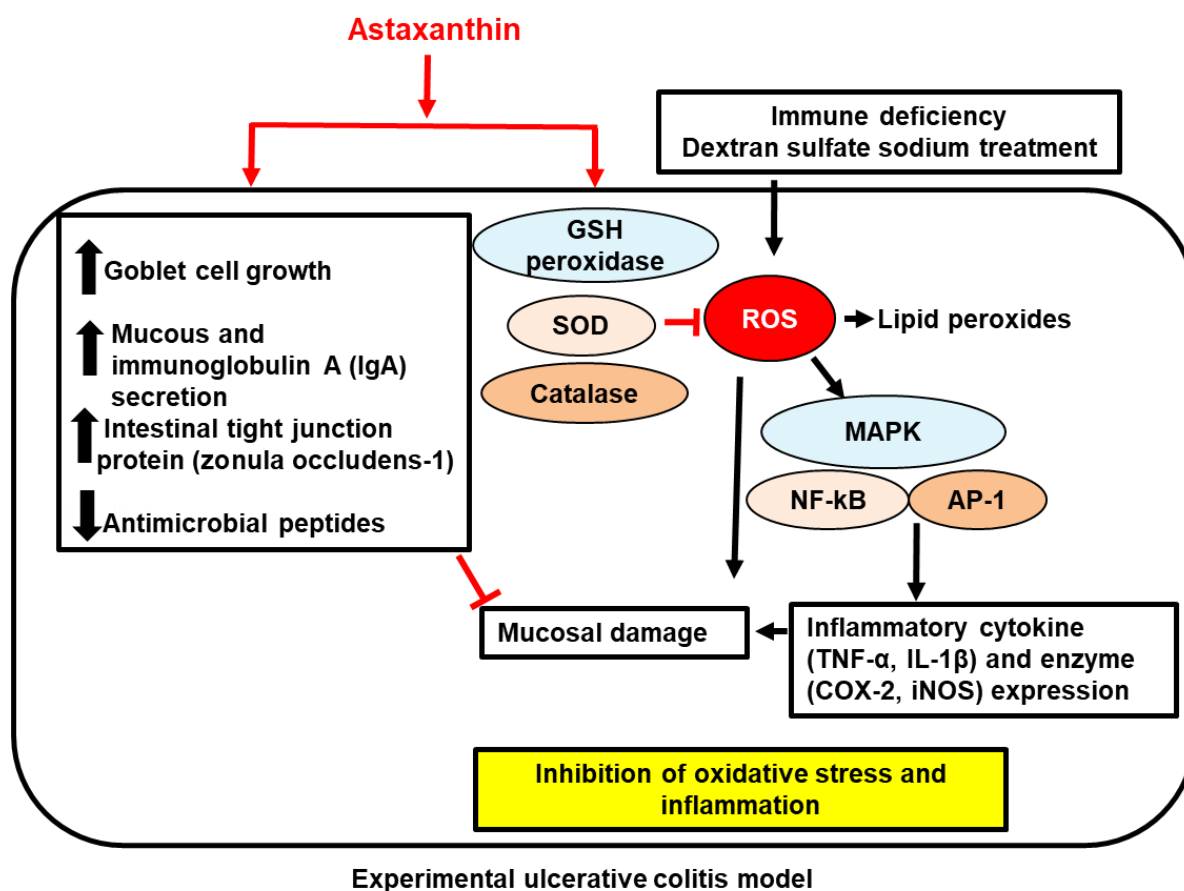 Astaxanthin
Immune deficiency
Dextran sulfate sodium treatment
Goblet cell growth
Mucous and
immunoglobulin A (IgA)
secretion
Intestinal tight junction
protein (zonula occludens-1)
Antimicrobial peptides
GSH
peroxidase
SOD
Catalase
ROS
Lipid peroxides
MAPK
NF-kB
AP-1
Mucosal damage
Inflammatory cytokine
(TNF-α, IL-1β) and enzyme
(COX-2, iNOS) expression
Inhibition of oxidative stress and
inflammation
Experimental ulcerative colitis model